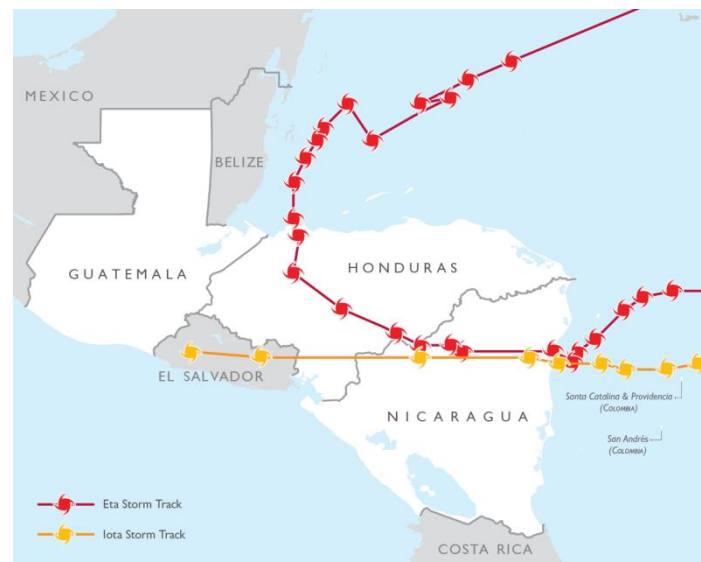 MEXICO
BELIZE
GUATEMALA
HONDURAS
EL SALVADOR
Santa Catalina & Providencia
(COLOMBIA)
NICARAGUA
San Andrés
(COLOMBIA)
Eta Storm Track
Iota Storm Track
COSTA RICA